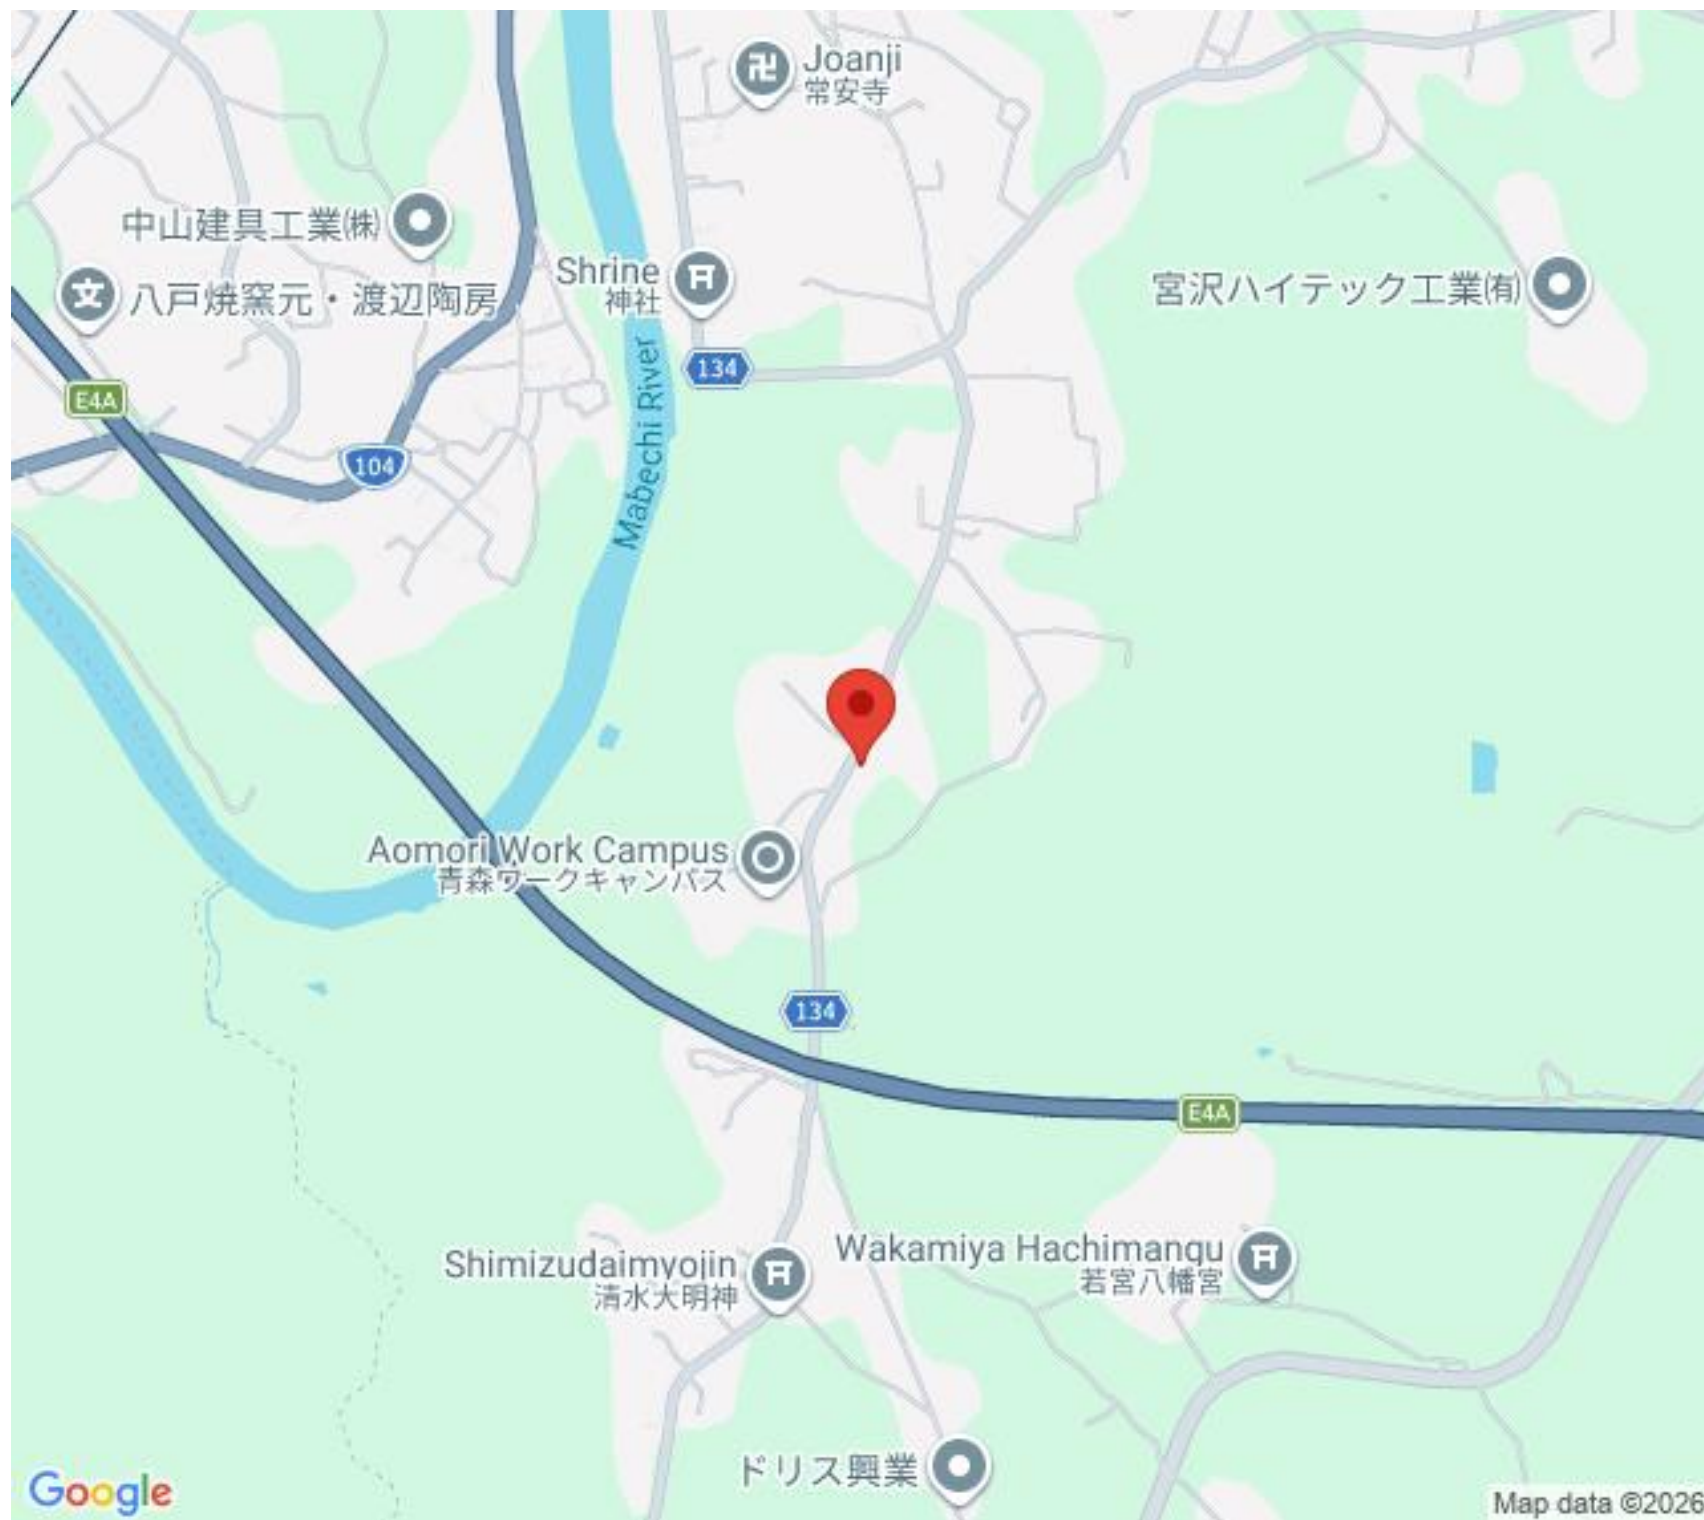 Joanji
常安寺
中山建具工業㈱
Shrine
神社
八戸焼窯元・渡辺陶房
宮沢ハイテック工業㈲
134
E4A
Mabechi River
104
Aomori Work Campus
青森ワークキャンパス
134
E4A
Wakamiya Hachimangu
若宮八幡宮
Shimizudaimyojin
清水大明神
ドリス興業
Google
Map data ©2026